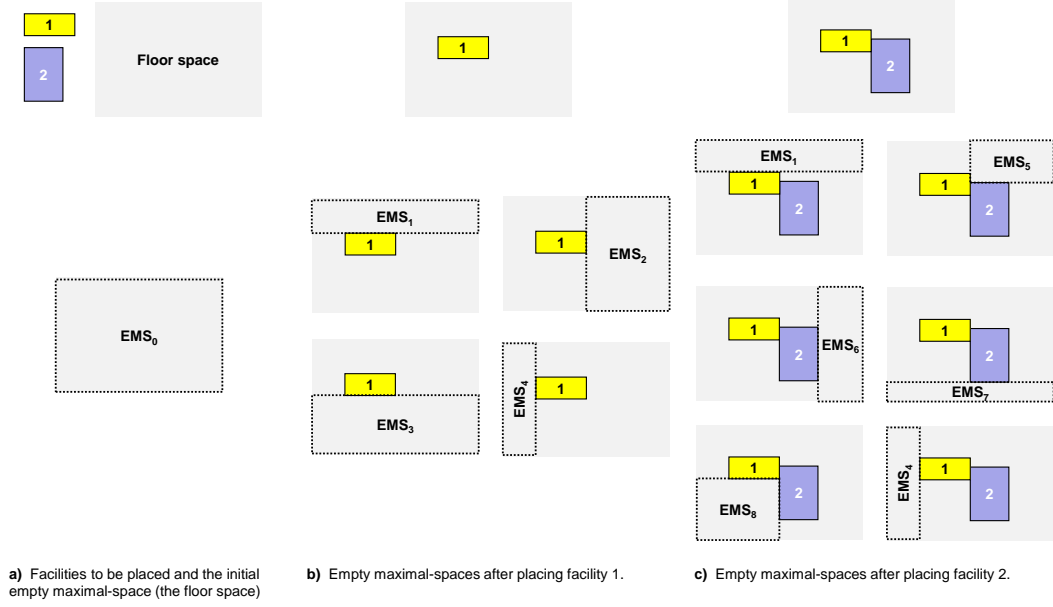 1
2
Floor space
EMS₀
a) Facilities to be placed and the initial
empty maximal-space (the floor space)
1
EMS₁
1
1
EMS₂
1
EMS₃
EMS₄
1
b) Empty maximal-spaces after placing facility 1.
1
2
EMS₁
1
2
EMS₅
1
2
1
2
EMS₆
1
2
EMS₇
1
2
EMS₈
EMS₄
1
2
c) Empty maximal-spaces after placing facility 2.